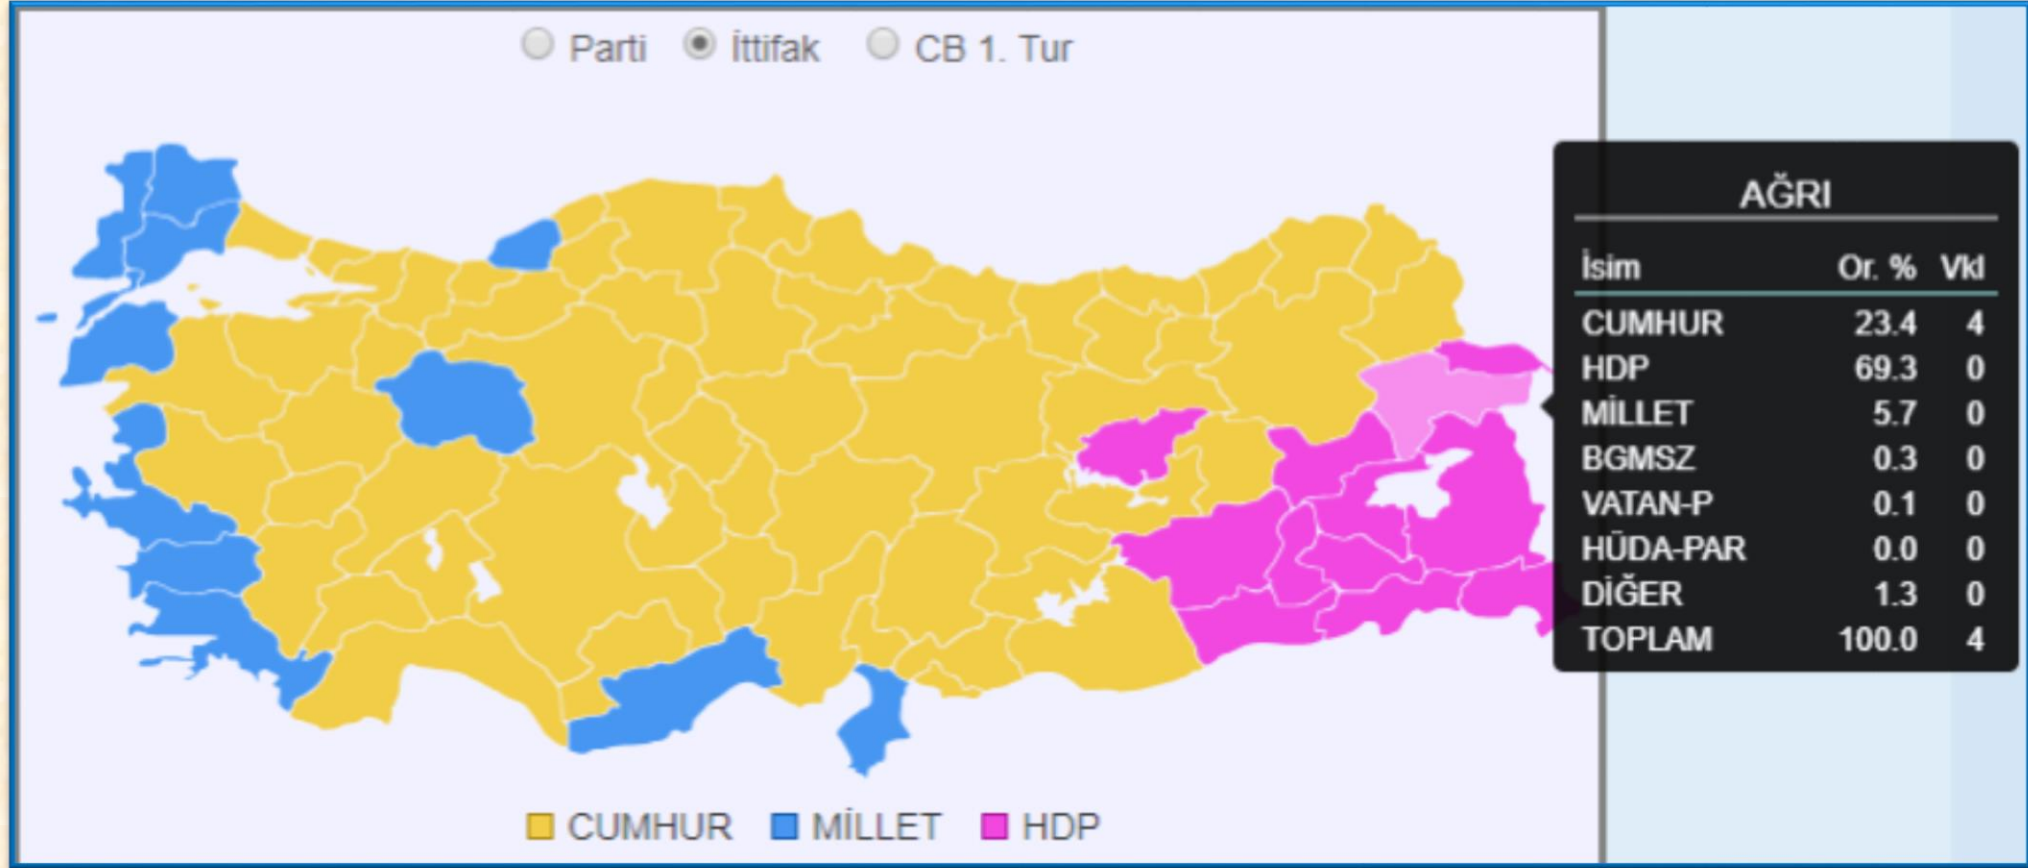 Parti İttifak CB 1. Tur
AĞRI
İsim Or. % Vkl
CUMHUR 23.4 4
HDP 69.3 0
MİLLET 5.7 0
BGMSZ 0.3 0
VATAN-P 0.1 0
HÜDA-PAR 0.0 0
DİĞER 1.3 0
TOPLAM 100.0 4
CUMHUR MİLLET HDP